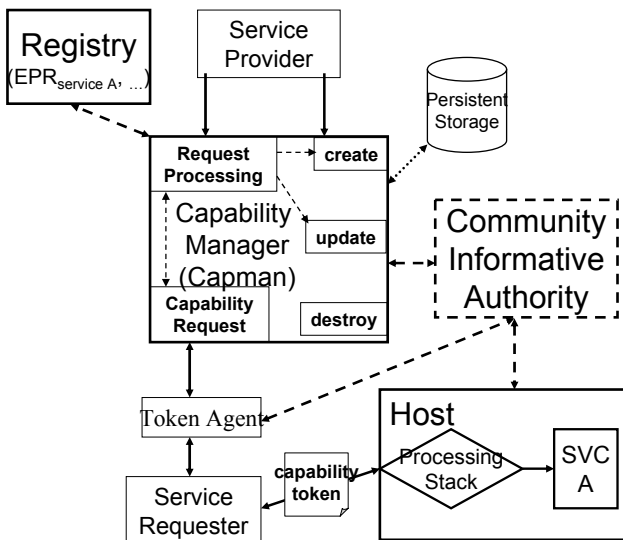 Registry
(EPRservice A, ...)
Service
Provider
Persistent
Storage
Request
Processing
create
Capability
Manager
(Capman)
update
Community
Informative
Authority
Capability
Request
destroy
Token Agent
Host
Processing
Stack
SVC
A
capability
token
Service
Requester